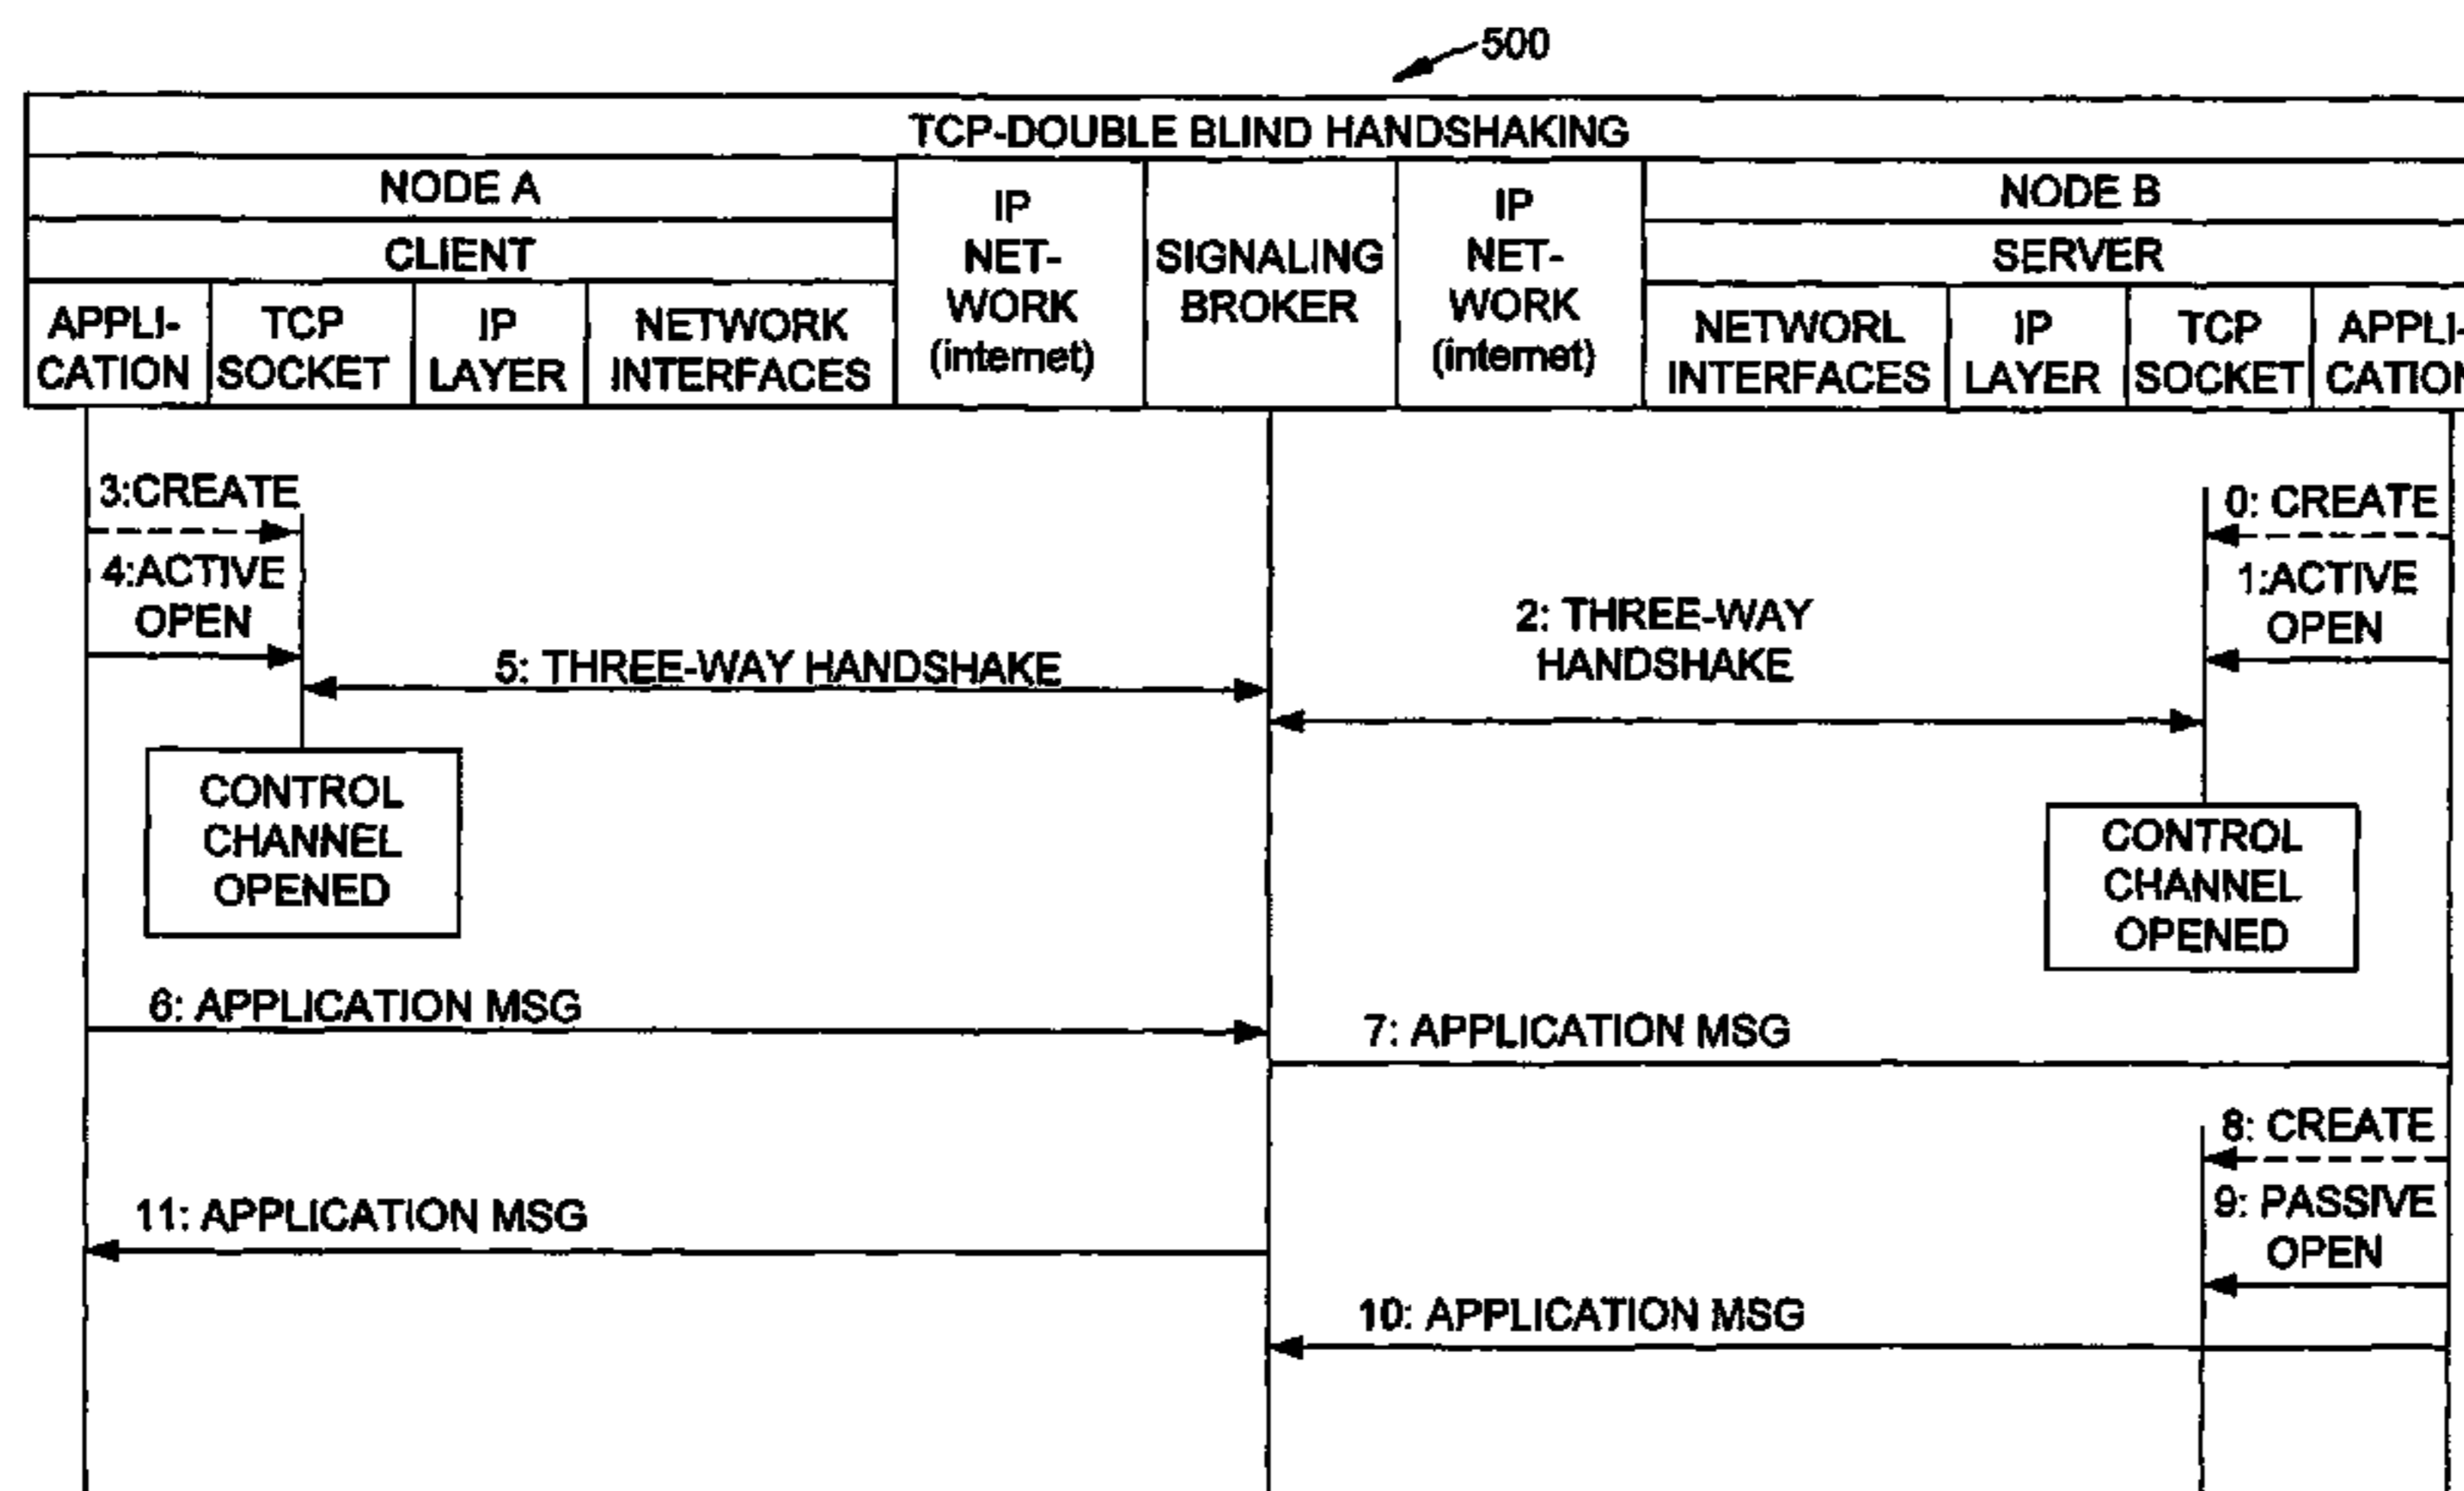 500
TCP-DOUBLE BLIND HANDSHAKING
NODE A
CLIENT
APPLI-
CATION
TCP
SOCKET
IP
LAYER
NETWORK
INTERFACES
IP
NET-
WORK
(internet)
SIGNALING
BROKER
IP
NET-
WORK
(internet)
NODE B
SERVER
NETWORL
INTERFACES
IP
LAYER
TCP
SOCKET
APPLI-
CATION
3:CREATE
4:ACTIVE
OPEN
5: THREE-WAY HANDSHAKE
2: THREE-WAY
HANDSHAKE
0: CREATE
1:ACTIVE
OPEN
CONTROL
CHANNEL
OPENED
CONTROL
CHANNEL
OPENED
6: APPLICATION MSG
7: APPLICATION MSG
8: CREATE
9: PASSIVE
OPEN
11: APPLICATION MSG
10: APPLICATION MSG